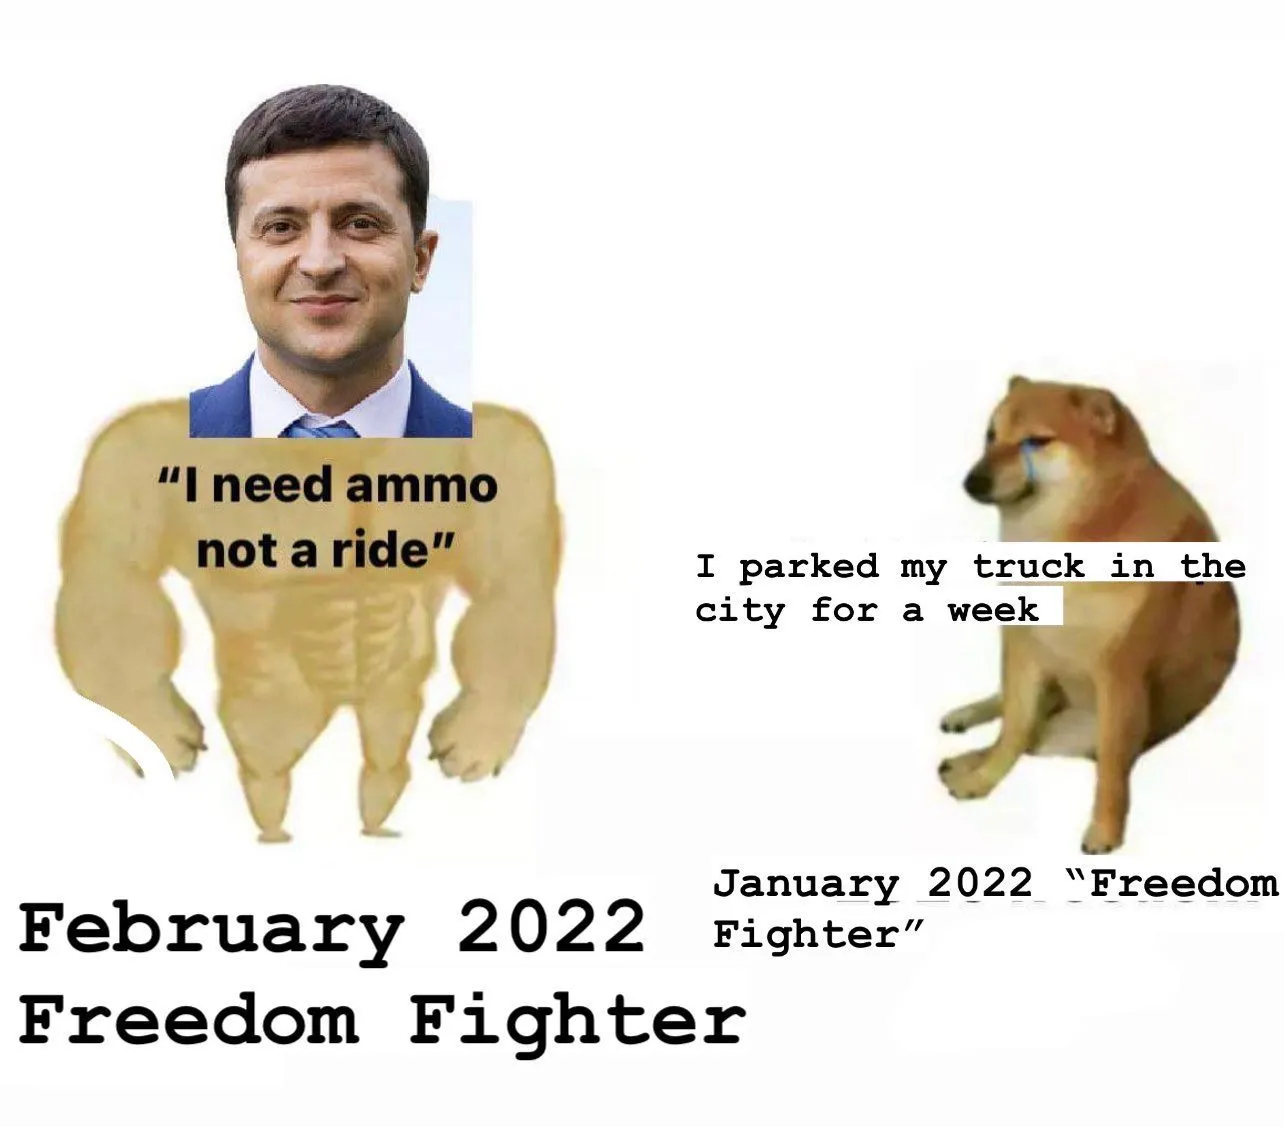 “I need ammo
not a ride”
February 2022
Freedom Fighter
I parked my truck in the
city for a week
January 2022 “Freedom
Fighter”